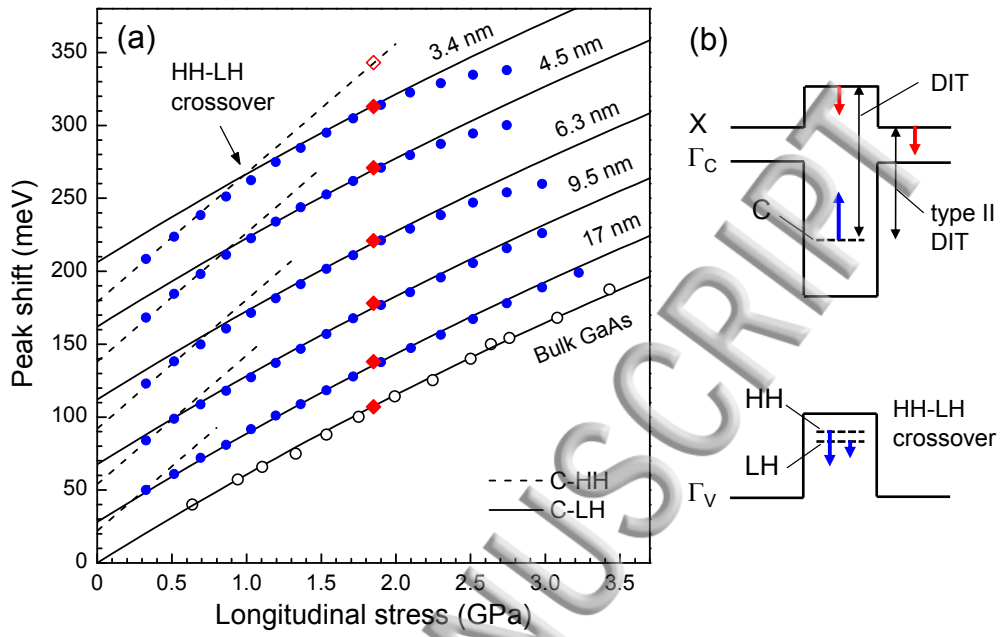 (a)
HH-LH
crossover
3.4 nm
4.5 nm
6.3 nm
9.5 nm
17 nm
Bulk GaAs
C-HH
C-LH
Peak shift (meV)
350
300
250
200
150
100
50
0
0
0.5
1.0
1.5
2.0
2.5
3.0
3.5
Longitudinal stress (GPa)
(b)
DIT
X
ΓC
C
type II
DIT
HH
LH
HH-LH
crossover
ΓV
NUSCRIPT